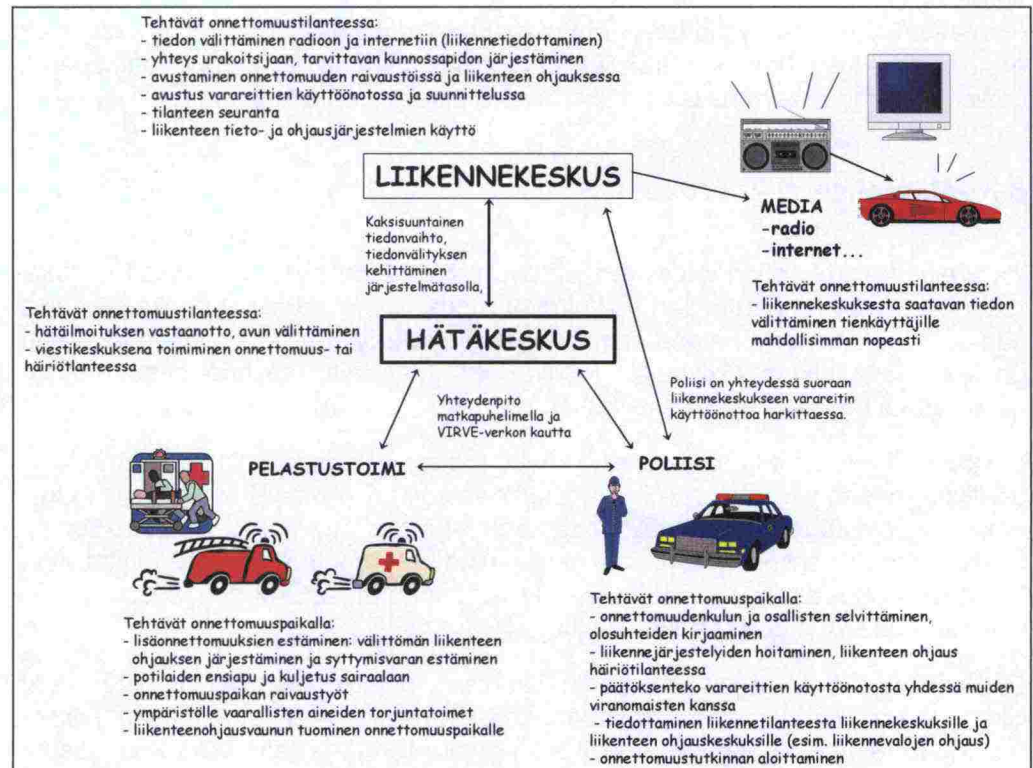 Tehtävät onnettomuustilanteessa:
- tiedon välittäminen radioon ja internetiin (liikennetiedottaminen)
- yhteys urakoitsijaan, tarvittavan kunnossapidon järjestäminen
- avustaminen onnettomuuden raivaustöissä ja liikenteen ohjauksessa
- avustus varareittien käyttöönotossa ja suunnittelussa
- tilanteen seuranta
- liikenteen tieto- ja ohjausjärjestelmien käyttö
LIIKENNEKESKUS
MEDIA
-radio
-internet...
Kaksisuuntainen
tiedonvaihto,
tiedonvälityksen
kehittäminen
järjestelmätasolla,
Tehtävät onnettomuustilanteessa:
- liikennekeskuksesta saatavan tiedon
välittäminen tienkäyttäjille
mahdollisimman nopeasti
Tehtävät onnettomuustilanteessa:
- hätäilmoituksen vastaanotto, avun välittäminen
- viestikeskuksena toimiminen onnettomuus- tai
häiriötlanteessa
HÄTÄKESKUS
Yhteydenpito
matkapuhelimella ja
VIRVE-verkon kautta
Poliisi on yhteydessä suoraan
liikennekeskukseen varareitin
käyttöönottoa harkittaessa.
PELASTUSTOIMI
POLIISI
Tehtävät onnettomuuspaikalla:
- lisäonnettomuuksien estäminen: välittömän liikenteen
ohjauksen järjestäminen ja syttymisvaran estäminen
- potilaiden ensiapu ja kuljetus sairaalaan
- onnettomuuspaikan raivaustyöt
- ympäristölle vaarallisten aineiden torjuntatoimet
- liikenteenohjausvaunun tuominen onnettomuuspaikalle
Tehtävät onnettomuuspaikalla:
- onnettomuudenkulun ja osallisten selvittäminen,
olosuhteiden kirjaaminen
- liikennejärjestelyiden hoitaminen, liikenteen ohjaus
häiriötilanteessa
- päätöksenteko varareittien käyttöönotosta yhdessä muiden
viranomaisten kanssa
- tiedottaminen liikennetilanteesta liikennekeskuksille ja
liikenteen ohjauskeskuksille (esim. liikennevalojen ohjaus)
- onnettomuustutkinnan aloittaminen